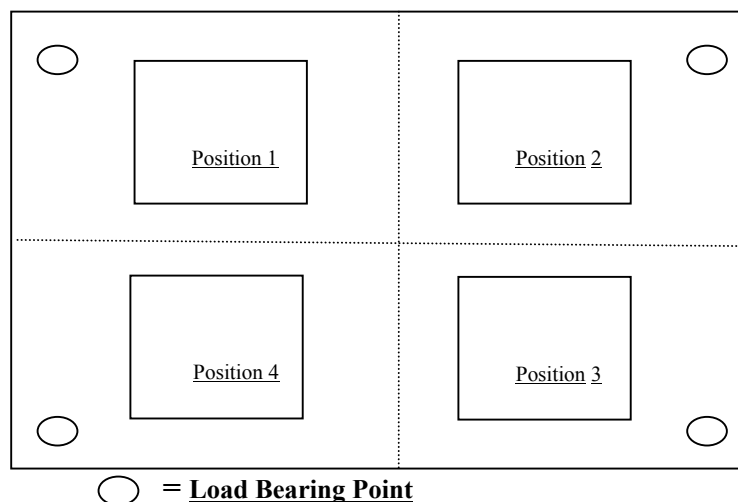 Position 1
Position 2
Position 4
Position 3
= Load Bearing Point